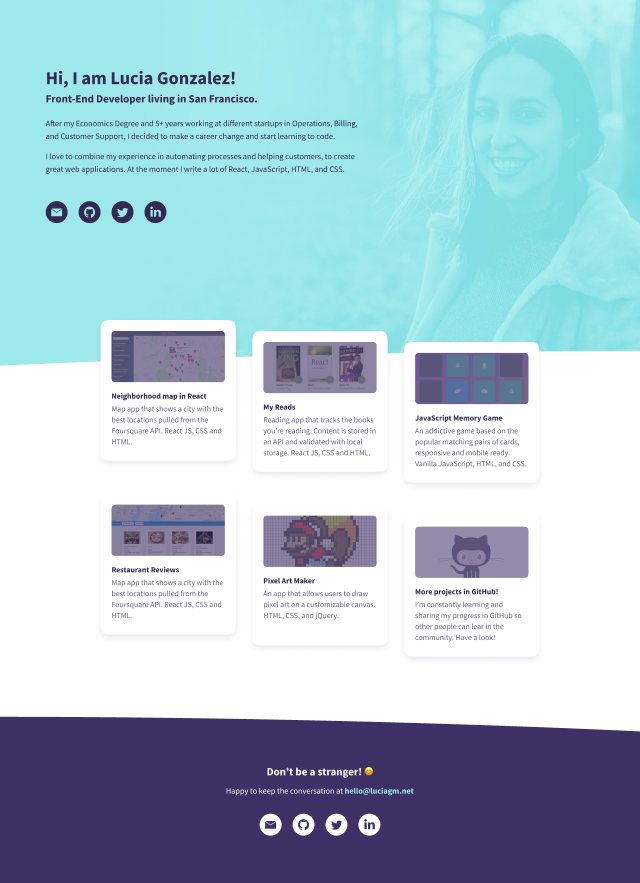 Hi, I am Lucia Gonzalez!
Front-End Developer living in San Francisco.
After my Economics Degree and 5+ years working at different startups in Operations, Billing,
and Customer Support, I decided to make a career change and start learning to code.
I love to combine my experience in automating processes and helping customers, to create
great web applications. At the moment I write a lot of React, JavaScript, HTML, and CSS.
in
Neighborhood map in React
Map app that shows a city with the
best locations pulled from the
Foursquare API. React JS, CSS and
HTML.
React
My Reads
Reading app that tracks the books
you're reading. Content is stored in
an API and validated with local
storage. React JS, CSS and HTML.
JavaScript Memory Game
An addictive game based on the
popular matching pairs of cards,
responsive and mobile ready.
Vanilla JavaScript, HTML, and CSS.
Restaurant Reviews
Map app that shows a city with the
best locations pulled from the
Foursquare API. React JS, CSS and
HTML.
Pixel Art Maker
An app that allows users to draw
pixel art on a customizable canvas.
HTML, CSS, and jQuery.
More projects in GitHub!
I'm constantly learning and
sharing my progress in GitHub so
other people can lear in the
community. Have a look!
Don't be a stranger! 😊
Happy to keep the conversation at hello@luciagm.net
in